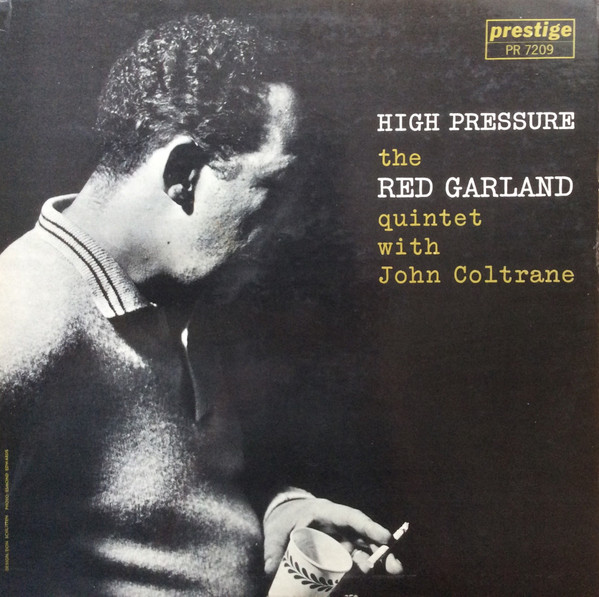 prestige
PR 7209
HIGH PRESSURE
the
RED GARLAND
quintet
with
John Coltrane